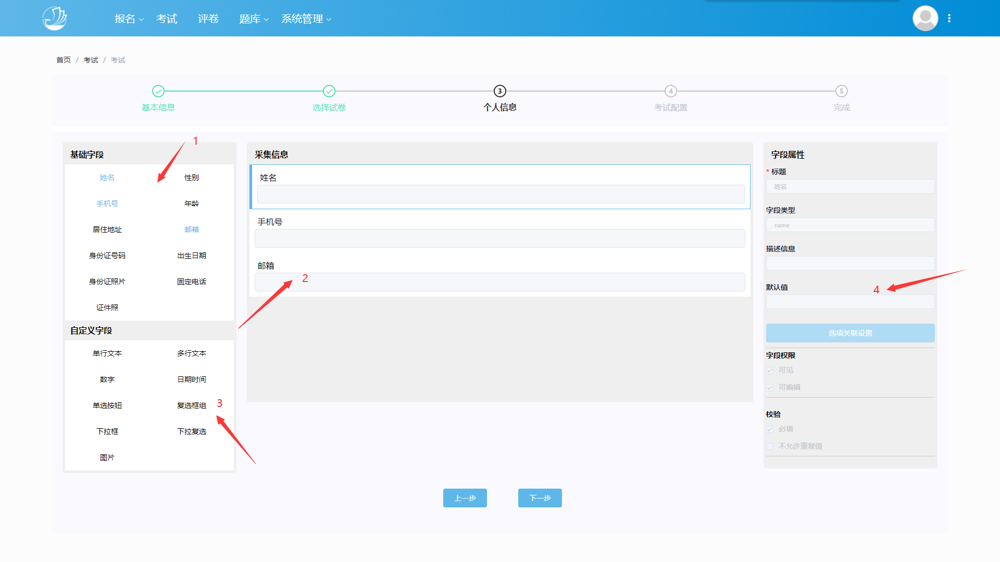 报名 考试 评卷 题库 系统管理
首页 / 考试 / 考试
3 4 5
基本信息 选择试卷 个人信息 考试配置 完成
1
基础字段
姓名 性别
手机号 年龄
居住地址 邮箱
身份证号码 出生日期
身份证照片 固定电话
证件照
自定义字段
单行文本 多行文本
数字 日期时间
单选按钮 复选框组 3
下拉框 下拉复选
图片
采集信息
姓名
手机号
邮箱
2
字段属性
* 标题
姓名
字段类型
name
描述信息
默认值 4
选项关联设置
字段权限
可见
可编辑
校验
必填
不允许重复值
上一步 下一步